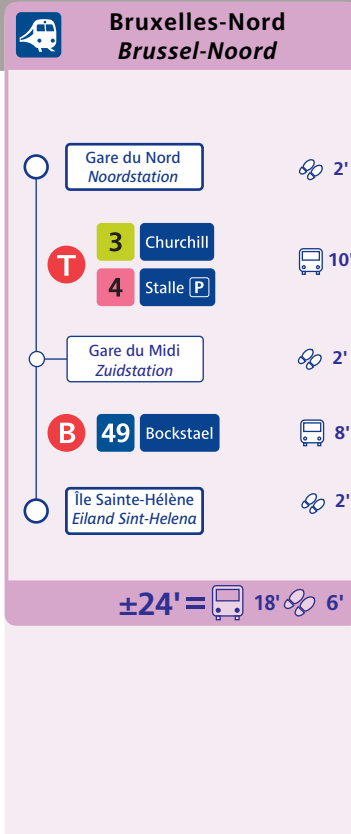 Bruxelles-Nord
Brussel-Noord
Gare du Nord
Noordstation
2'
T
3 Churchill
4 Stalle P
10'
Gare du Midi
Zuidstation
2'
B 49 Bockstael
8'
Île Sainte-Hélène
Eiland Sint-Helena
2'
±24' = 18' 6'